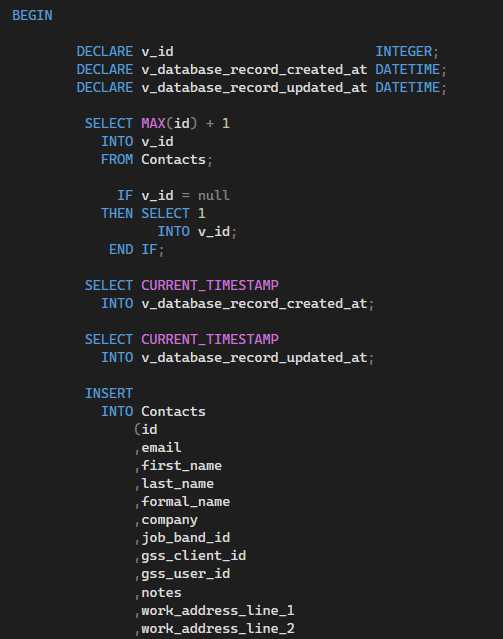 BEGIN
DECLARE v_id INTEGER;
DECLARE v_database_record_created_at DATETIME;
DECLARE v_database_record_updated_at DATETIME;
SELECT MAX(id) + 1
INTO v_id
FROM Contacts;
IF v_id = null
THEN SELECT 1
INTO v_id;
END IF;
SELECT CURRENT_TIMESTAMP
INTO v_database_record_created_at;
SELECT CURRENT_TIMESTAMP
INTO v_database_record_updated_at;
INSERT
INTO Contacts
(id
,email
,first_name
,last_name
,formal_name
,company
,job_band_id
,gss_client_id
,gss_user_id
,notes
,work_address_line_1
,work_address_line_2